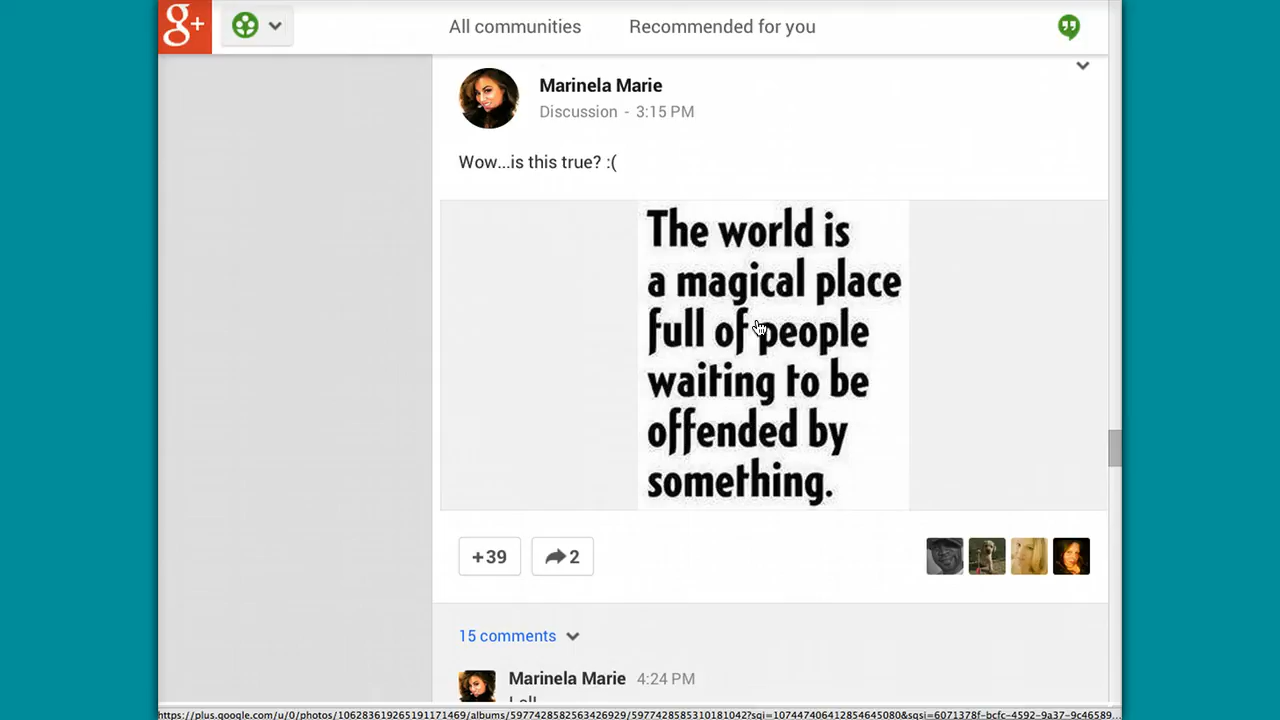 g+
All communities
Recommended for you
Marinela Marie
Discussion - 3:15 PM
Wow...is this true? :(
The world is
a magical place
full of people
waiting to be
offended by
something.
+39
2
15 comments
Marinela Marie 4:24 PM